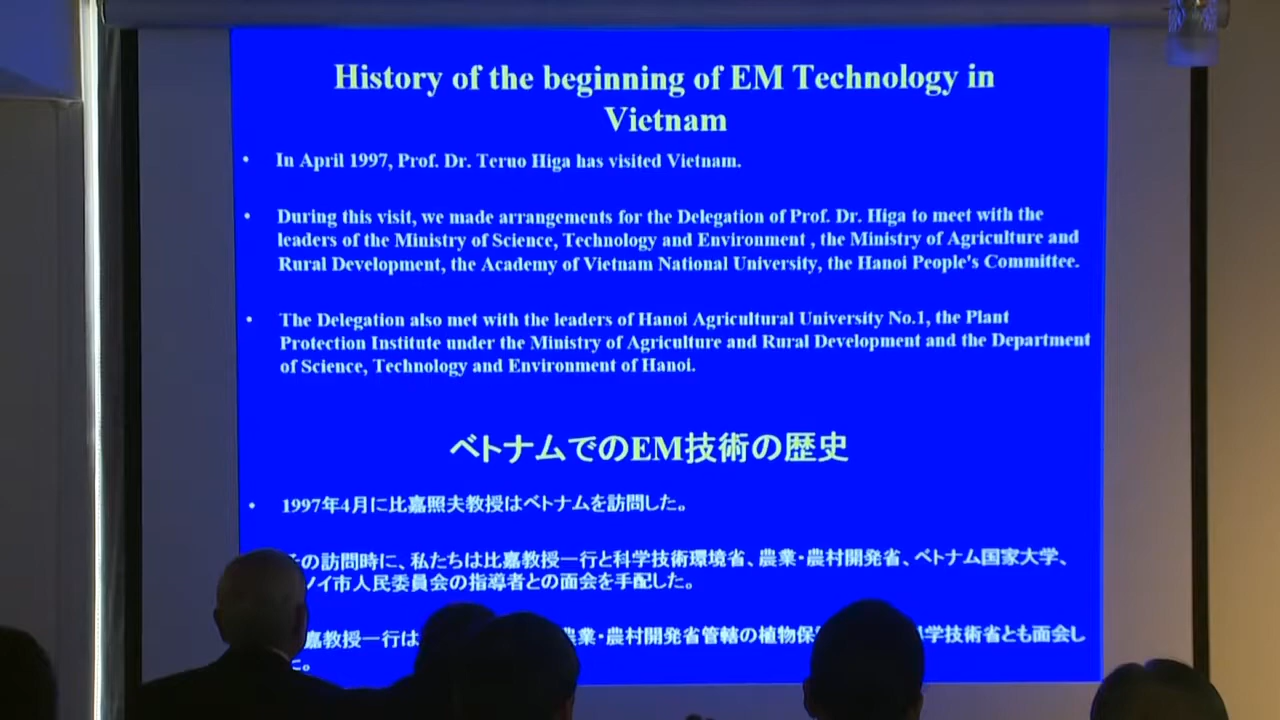 History of the beginning of EM Technology in
Vietnam
• In April 1997, Prof. Dr. Teruo Higa has visited Vietnam.
• During this visit, we made arrangements for the Delegation of Prof. Dr. Higa to meet with the
leaders of the Ministry of Science, Technology and Environment , the Ministry of Agriculture and
Rural Development, the Academy of Vietnam National University, the Hanoi People's Committee.
• The Delegation also met with the leaders of Hanoi Agricultural University No.1, the Plant
Protection Institute under the Ministry of Agriculture and Rural Development and the Department
of Science, Technology and Environment of Hanoi.
ベトナムでのEM技術の歴史
• 1997年4月に比嘉照夫教授はベトナムを訪問した。
の訪問時に、私たちは比嘉教授一行と科学技術環境省、農業・農村開発省、ベトナム国家大学、
ノイ市人民委員会の指導者との面会を手配した。
嘉教授一行は 農業・農村開発省管轄の植物保 学技術省とも面会し
た。